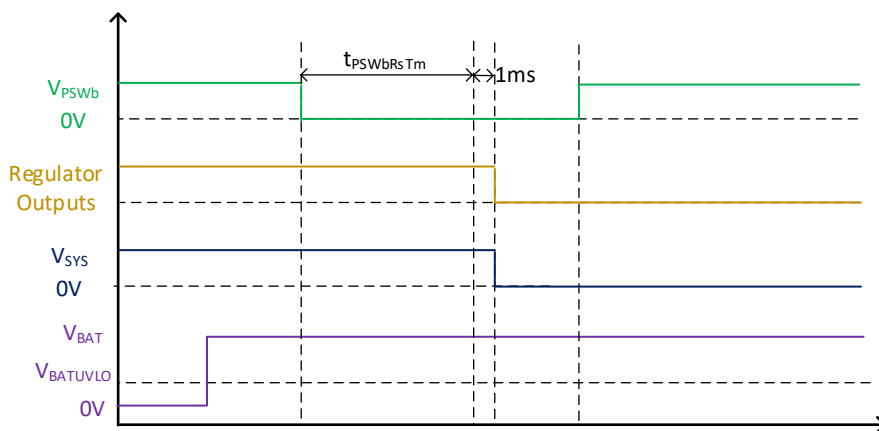 tPSWbRsTm
1ms
VPSWb
0V
Regulator
Outputs
VSYS
0V
VBAT
VBATUVLO
0V